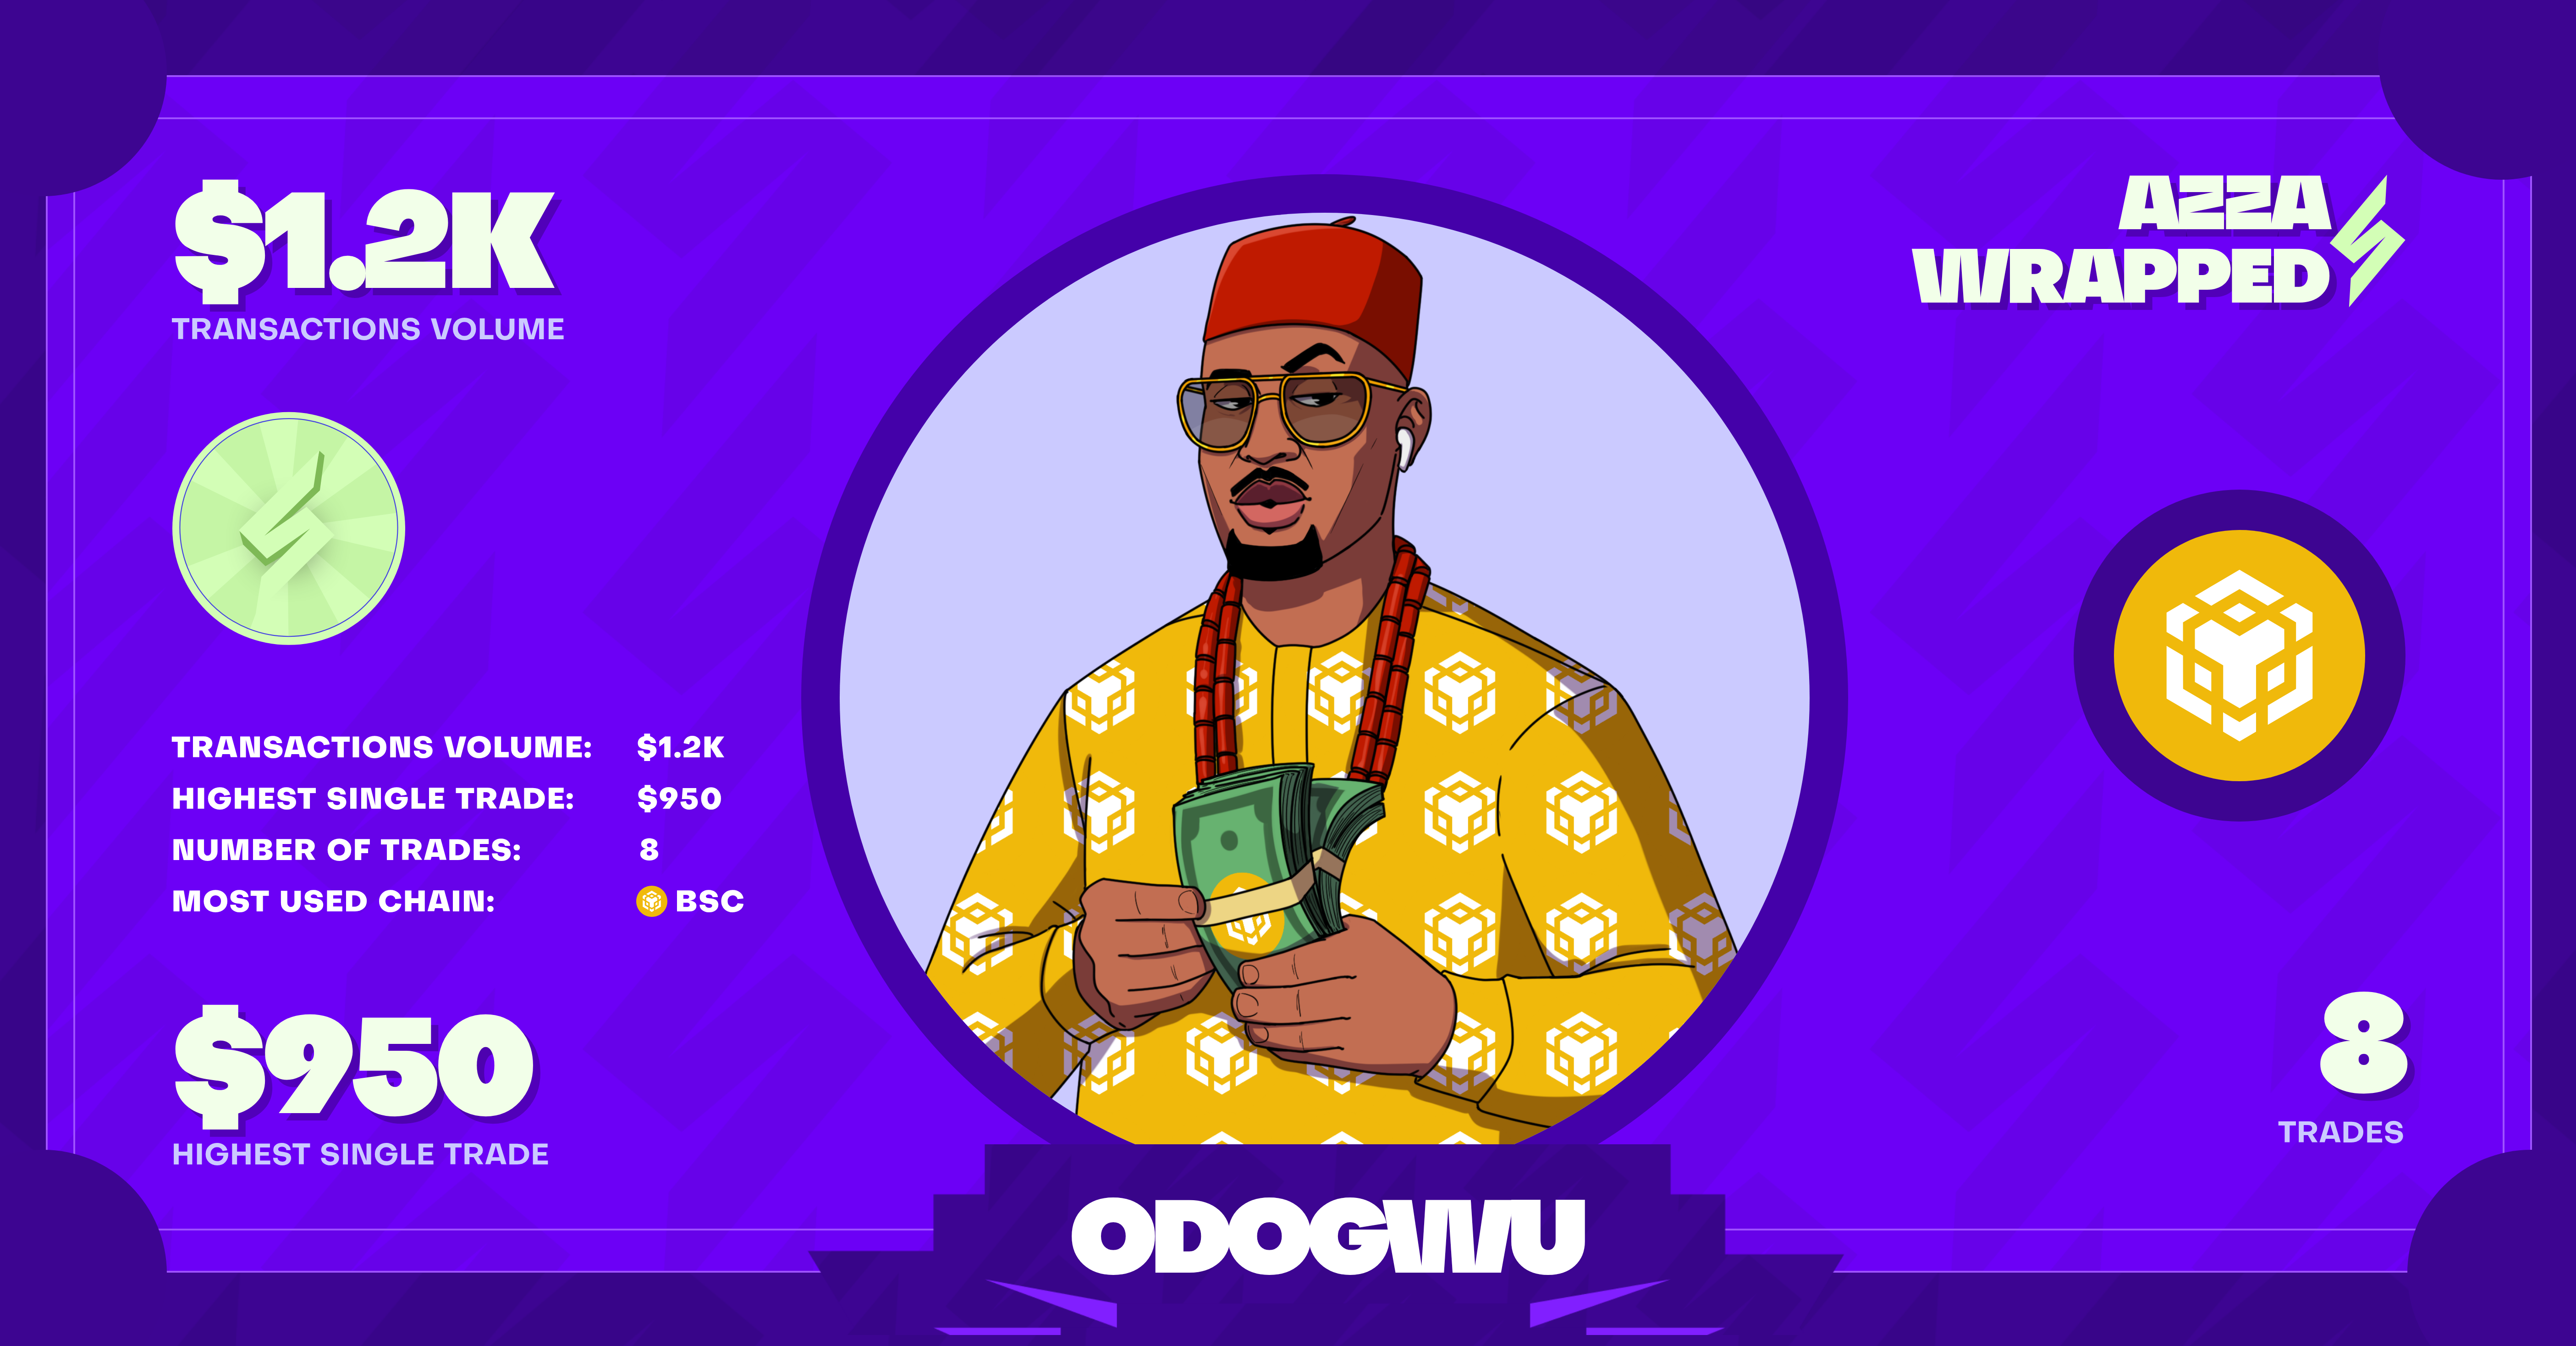 $1.2K
TRANSACTIONS VOLUME
AZZA
WRAPPED
TRANSACTIONS VOLUME: $1.2K
HIGHEST SINGLE TRADE: $950
NUMBER OF TRADES: 8
MOST USED CHAIN: BSC
$950
HIGHEST SINGLE TRADE
8
TRADES
ODOGWU